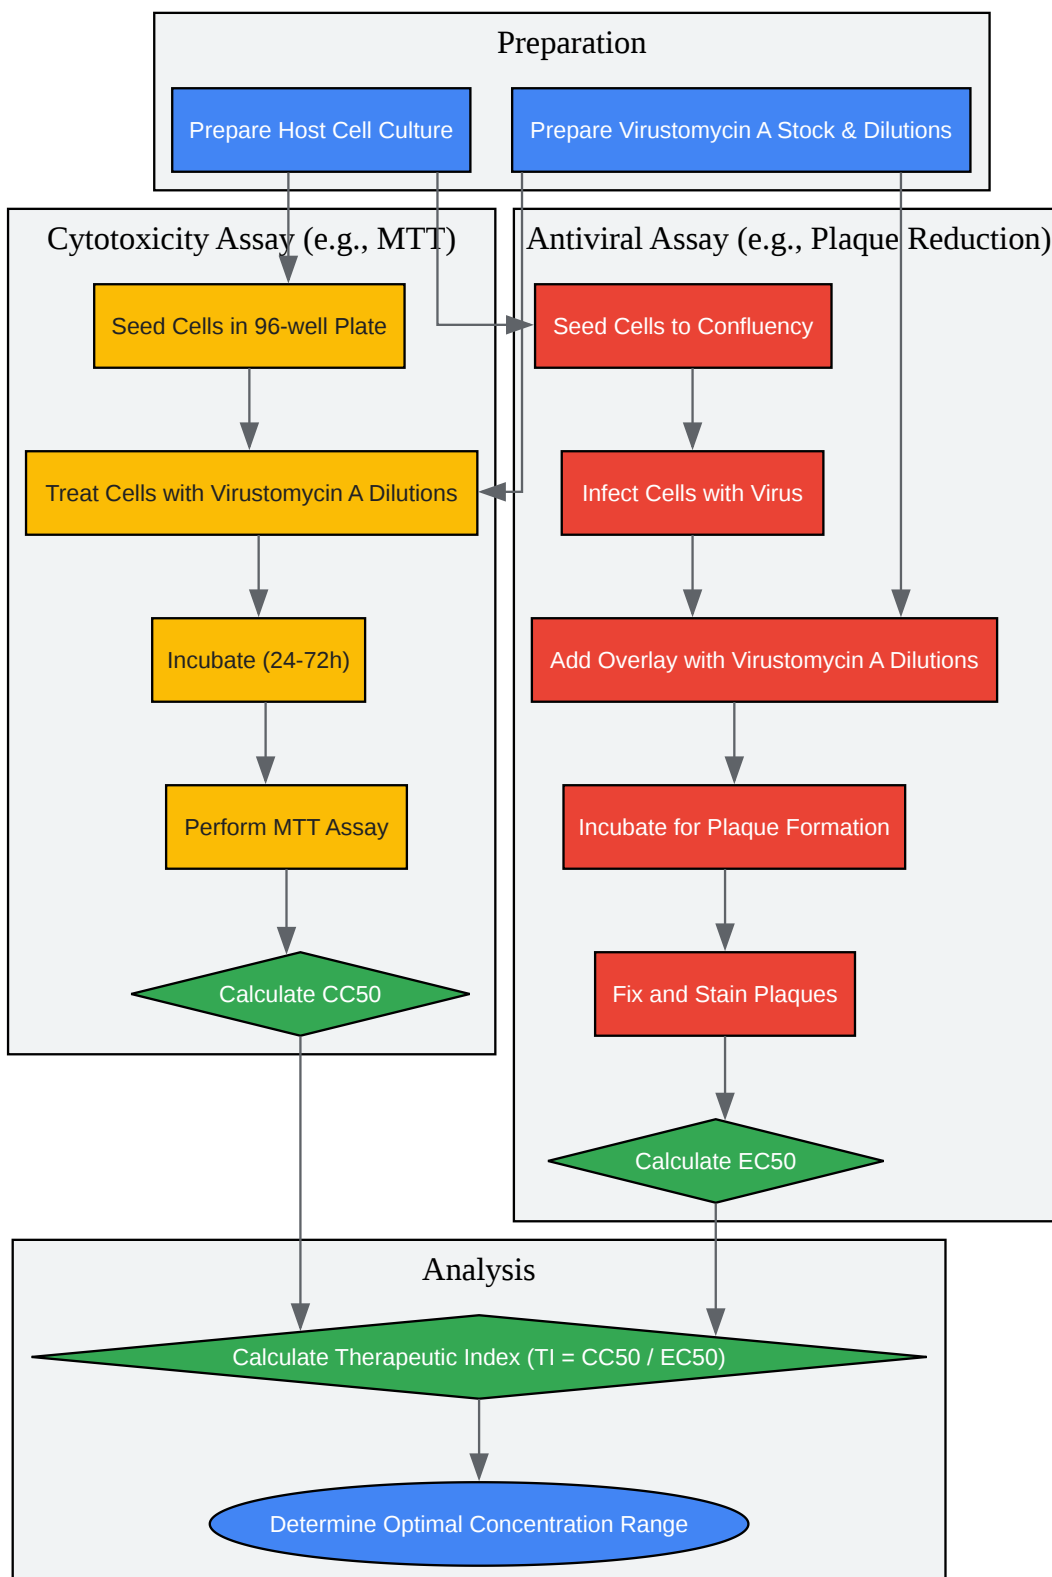 Preparation
Prepare Host Cell Culture
Prepare Virustomycin A Stock & Dilutions
Cytotoxicity Assay (e.g., MTT)
Seed Cells in 96-well Plate
Treat Cells with Virustomycin A Dilutions
Incubate (24-72h)
Perform MTT Assay
Calculate CC50
Antiviral Assay (e.g., Plaque Reduction)
Seed Cells to Confluency
Infect Cells with Virus
Add Overlay with Virustomycin A Dilutions
Incubate for Plaque Formation
Fix and Stain Plaques
Calculate EC50
Analysis
Calculate Therapeutic Index (TI = CC50 / EC50)
Determine Optimal Concentration Range